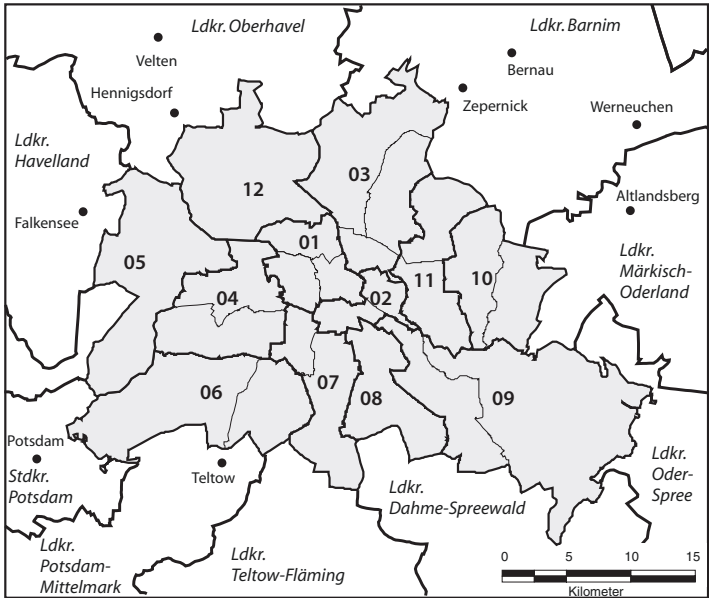 Ldkr. Oberhavel
Ldkr. Barnim
Velten
Bernau
Hennigsdorf
Zepernick
Werneuchen
Ldkr.
Havelland
03
12
Altlandsberg
Falkensee
01
Ldkr.
Märkisch-
Oderland
05
11
10
04
02
06
07
08
09
Potsdam
Stdkr.
Potsdam
Teltow
Ldkr.
Oder-
Spree
Ldkr.
Dahme-Spreewald
Ldkr.
Potsdam-
Mittelmark
Ldkr.
Teltow-Fläming
0 5 10 15
Kilometer